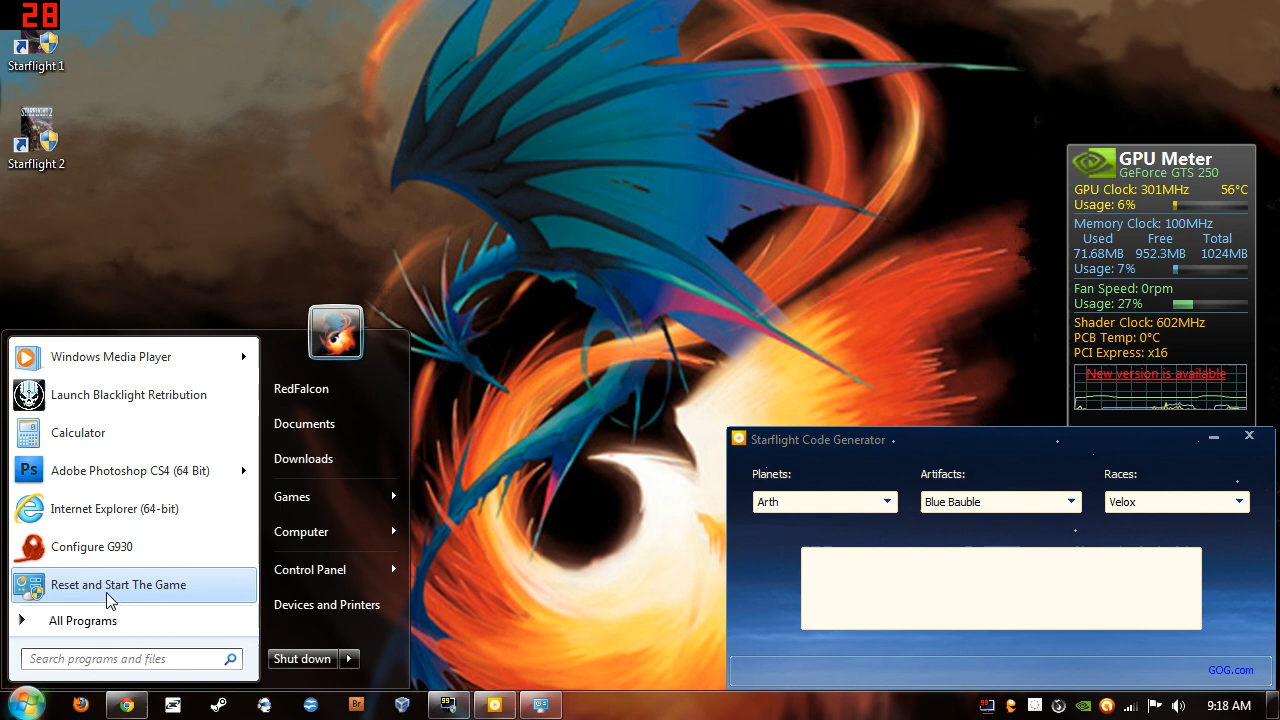 28
Starflight 1
Starflight 2
GPU Meter
GeForce GTS 250
GPU Clock: 301MHz 56°C
Usage: 6%
Memory Clock: 100MHz
Used Free Total
71.68MB 952.3MB 1024MB
Usage: 7%
Fan Speed: 0rpm
Usage: 27%
Shader Clock: 602MHz
PCB Temp: 0°C
PCI Express: x16
New version is available
Windows Media Player
Launch Blacklight Retribution
Calculator
Ps
Adobe Photoshop CS4 (64 Bit)
Internet Explorer (64-bit)
Configure G930
Reset and Start The Game
All Programs
Search programs and files
RedFalcon
Documents
Downloads
Games
Computer
Control Panel
Devices and Printers
Shut down
Starflight Code Generator
Planets: Artifacts: Races:
Arth Blue Bauble Velox
GOG.com
Br
9:18 AM